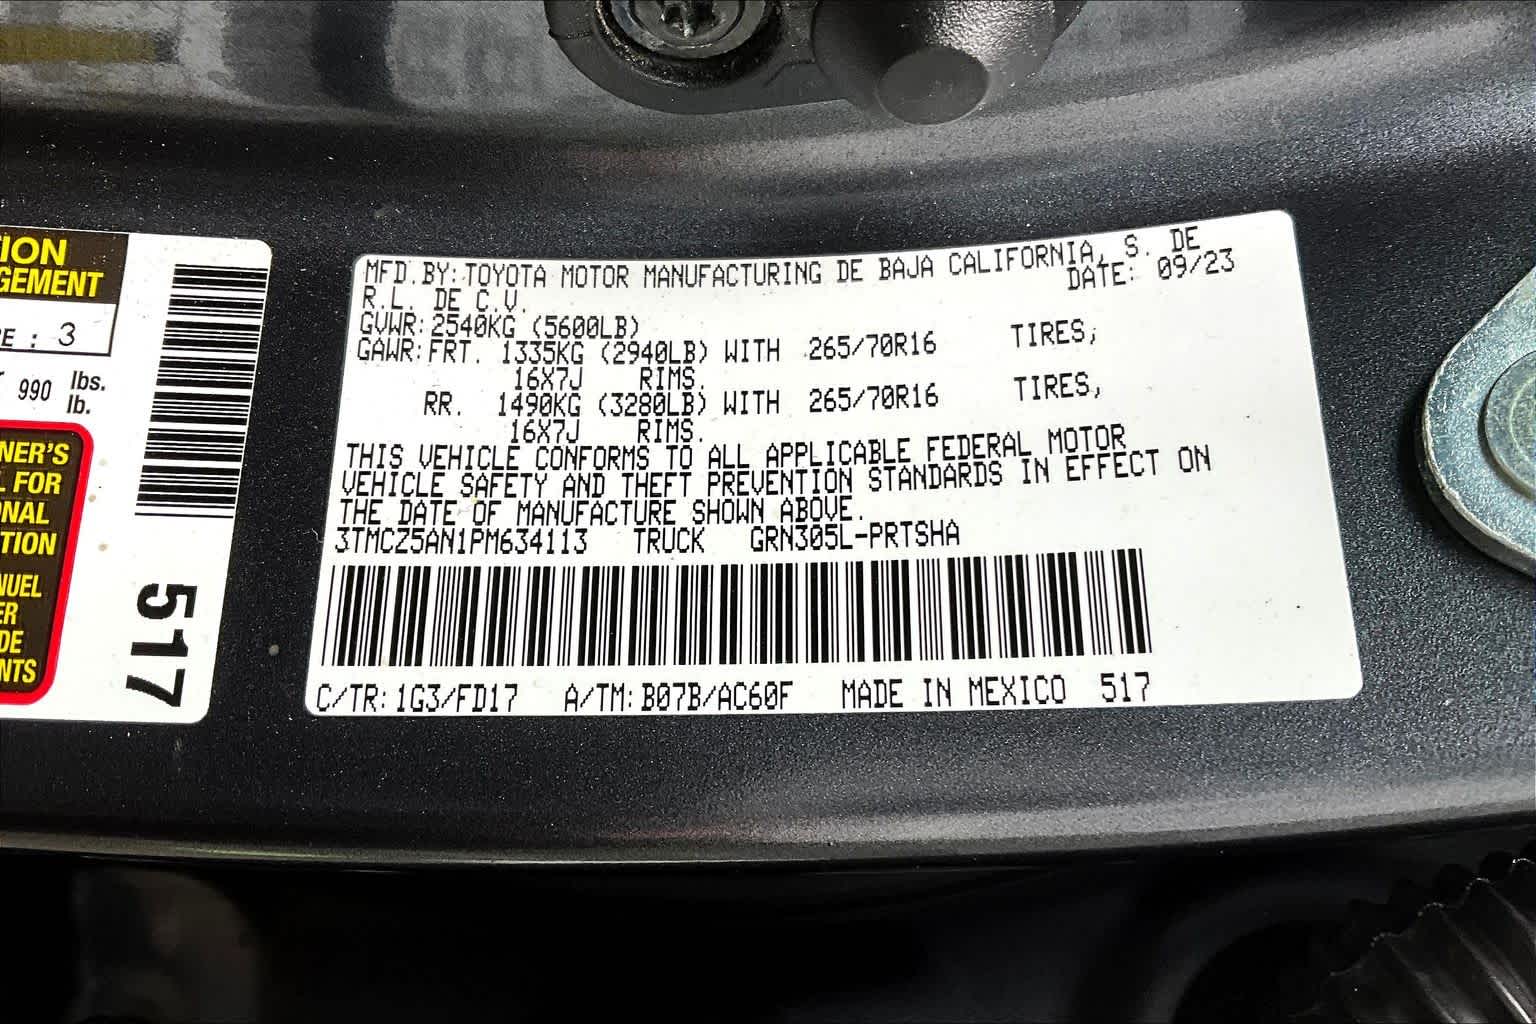 ION
GEMENT
E : 3
990 lbs.
lb.
NER'S
L FOR
ONAL
TION
NUEL
ER
DE
NTS
517
MFD.BY:TOYOTA MOTOR MANUFACTURING DE BAJA CALIFORNIA, S. DE
R.L. DE C.V. DATE: 09/23
GVWR:2540KG (5600LB)
GAWR:FRT. 1335KG (2940LB) WITH 265/70R16 TIRES,
16X7J RIMS.
RR. 1490KG (3280LB) WITH 265/70R16 TIRES,
16X7J RIMS.
THIS VEHICLE CONFORMS TO ALL APPLICABLE FEDERAL MOTOR
VEHICLE SAFETY AND THEFT PREVENTION STANDARDS IN EFFECT ON
THE DATE OF MANUFACTURE SHOWN ABOVE.
3TMCZ5AN1PM634113 TRUCK GRN305L-PRTSHA
C/TR:1G3/FD17 A/TM:B07B/AC60F MADE IN MEXICO 517